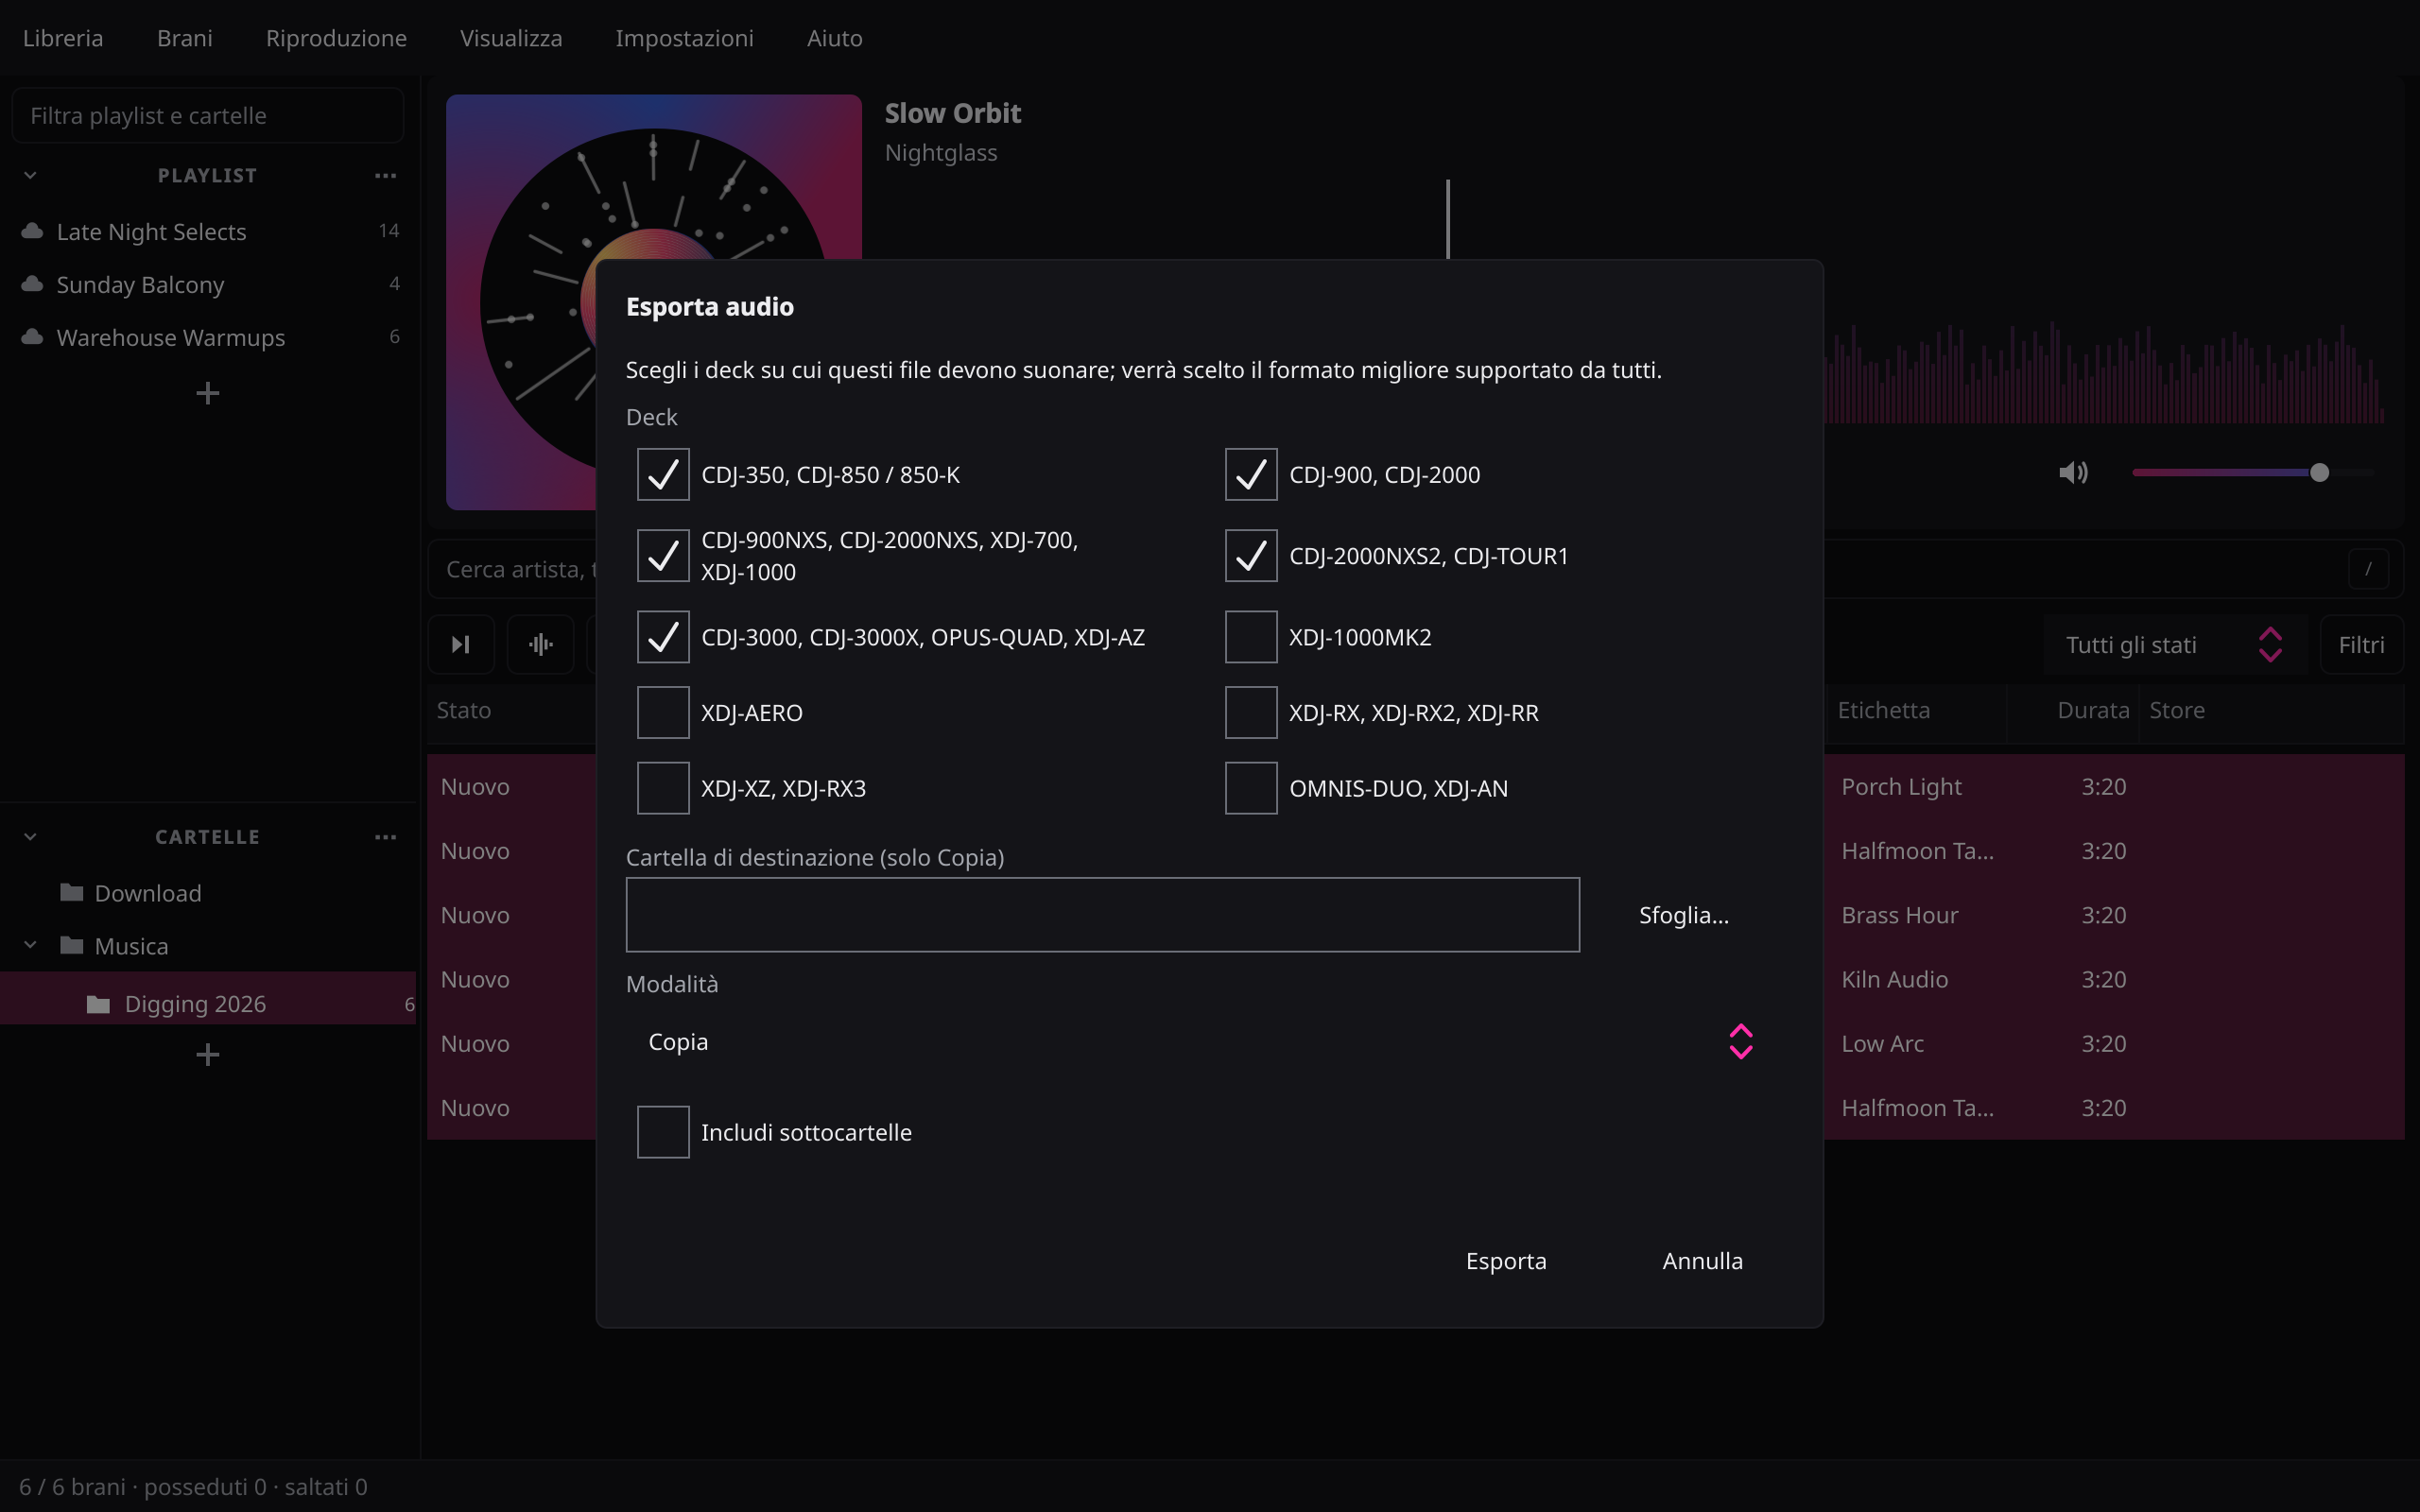 Libreria Brani Riproduzione Visualizza Impostazioni Aiuto
Filtra playlist e cartelle
PLAYLIST ...
Late Night Selects 14
Sunday Balcony 4
Warehouse Warmups 6
+
CARTELLE ...
Download
Musica
Digging 2026 6
+
Slow Orbit
Nightglass
Cerca artista, t
/
Tutti gli stati Filtri
Stato Etichetta Durata Store
Nuovo Porch Light 3:20
Nuovo Halfmoon Ta... 3:20
Nuovo Brass Hour 3:20
Nuovo Kiln Audio 3:20
Nuovo Low Arc 3:20
Nuovo Halfmoon Ta... 3:20
Esporta audio
Scegli i deck su cui questi file devono suonare; verrà scelto il formato migliore supportato da tutti.
Deck
CDJ-350, CDJ-850 / 850-K
CDJ-900, CDJ-2000
CDJ-900NXS, CDJ-2000NXS, XDJ-700,
XDJ-1000
CDJ-2000NXS2, CDJ-TOUR1
CDJ-3000, CDJ-3000X, OPUS-QUAD, XDJ-AZ
XDJ-1000MK2
XDJ-AERO
XDJ-RX, XDJ-RX2, XDJ-RR
XDJ-XZ, XDJ-RX3
OMNIS-DUO, XDJ-AN
Cartella di destinazione (solo Copia)
Sfoglia...
Modalità
Copia
Includi sottocartelle
Esporta Annulla
6 / 6 brani · posseduti 0 · saltati 0